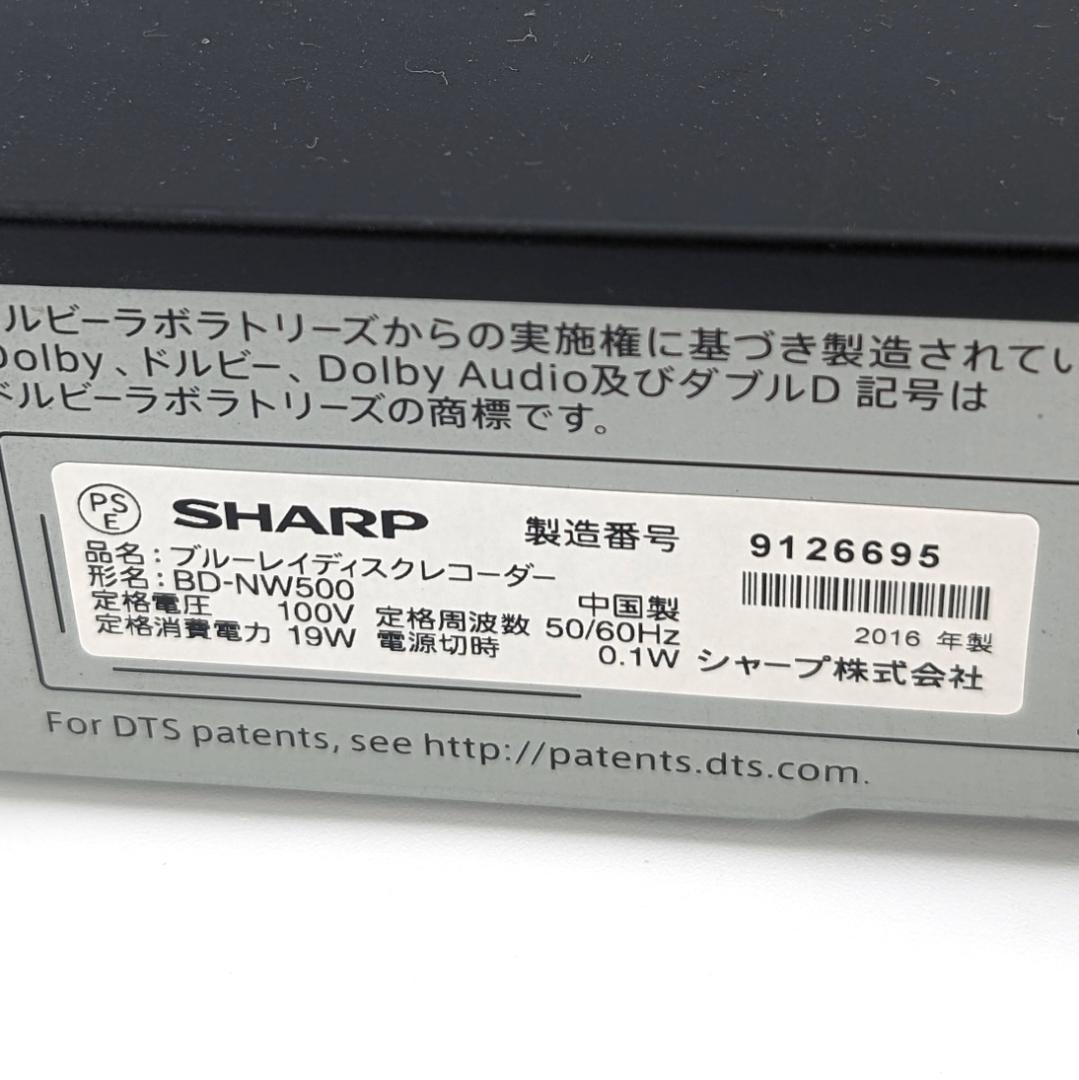 ルビーラボラトリーズからの実施権に基づき製造されてい
Dolby、ドルビー、Dolby Audio及びダブルD 記号は
ドルビーラボラトリーズの商標です。
PSE SHARP 製造番号 9126695
品名:ブルーレイディスクレコーダー
形名:BD-NW500 中国製
定格電圧 100V 定格周波数 50/60Hz 2016 年製
定格消費電力 19W 電源切時 0.1W シャープ株式会社
For DTS patents, see http://patents.dts.com.